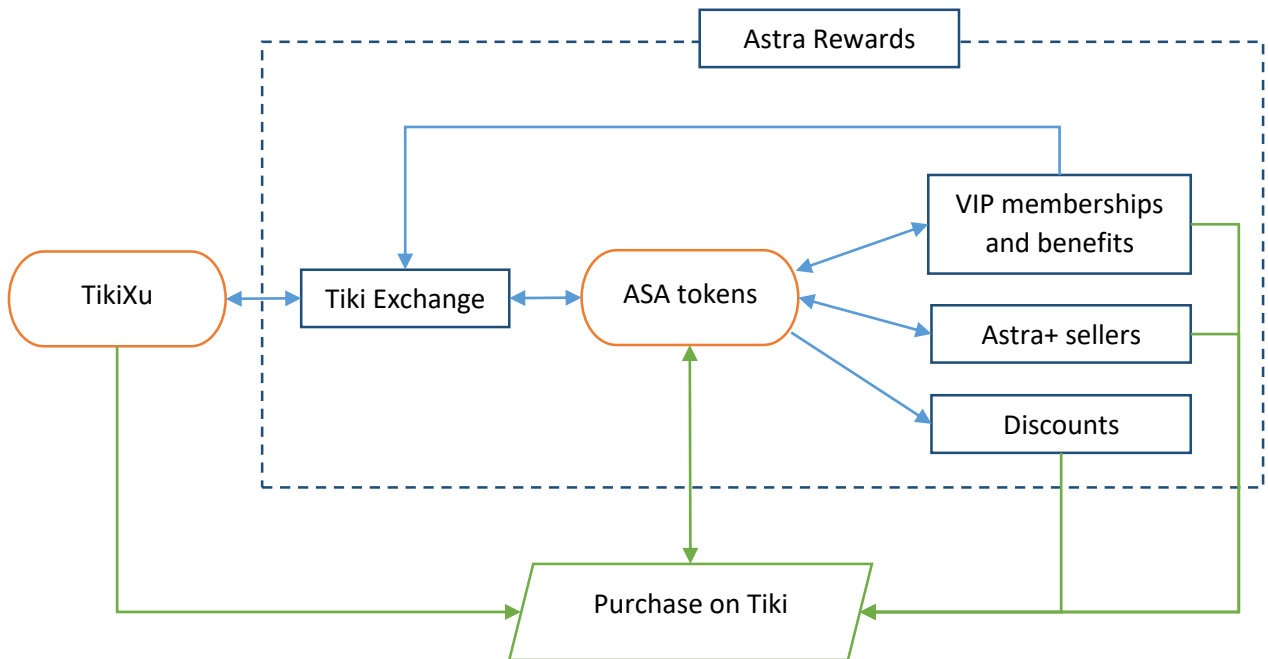 Astra Rewards
VIP memberships
and benefits
TikiXu
Tiki Exchange
ASA tokens
Astra+ sellers
Discounts
Purchase on Tiki